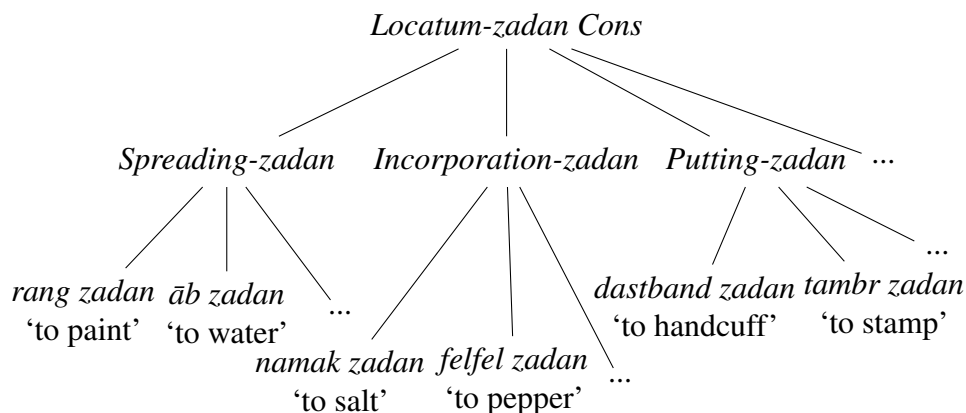 Locatum-zadan Cons
Spreading-zadan Incorporation-zadan Putting-zadan ...
...
rang zadan āb zadan ... dastband zadan tambr zadan
‘to paint’ ‘to water’ ‘to handcuff’ ‘to stamp’
namak zadan felfel zadan ...
‘to salt’ ‘to pepper’